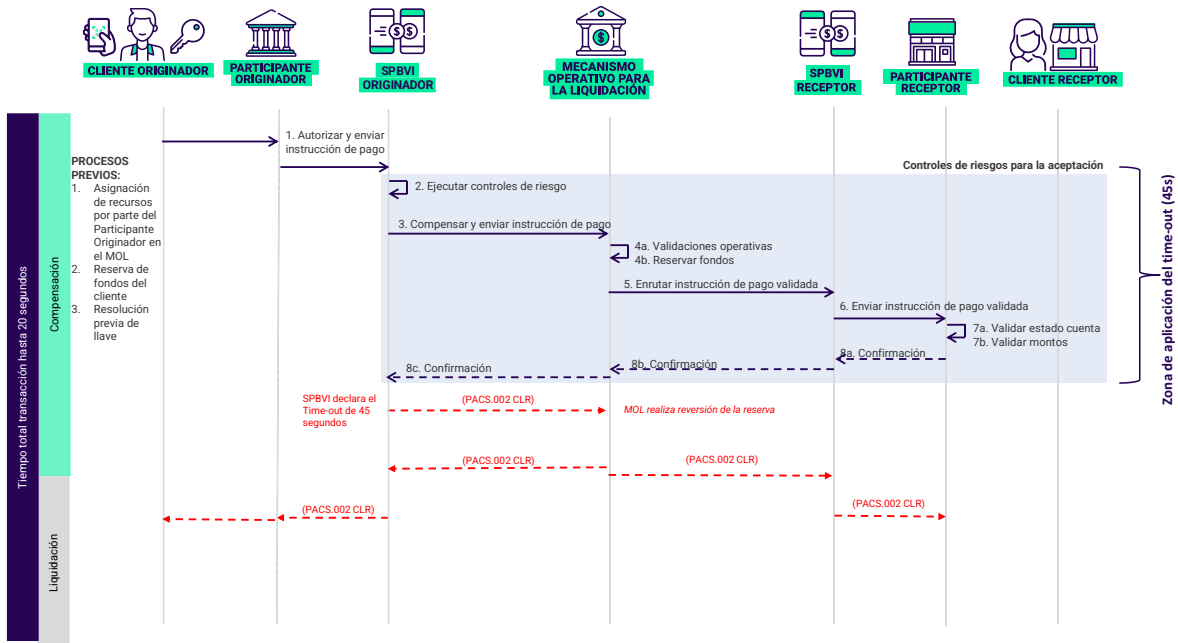 CLIENTE ORIGINADOR
PARTICIPANTE
ORIGINADOR
SPBVI
ORIGINADOR
MECANISMO
OPERATIVO PARA
LA LIQUIDACIÓN
SPBVI
RECEPTOR
PARTICIPANTE
RECEPTOR
CLIENTE RECEPTOR
Tiempo total transacción hasta 20 segundos
Compensación
Liquidación
PROCESOS
PREVIOS:
1. Asignación
de recursos
por parte del
Participante
Originador en
el MOL
2. Reserva de
fondos del
cliente
3. Resolución
previa de
llave
1. Autorizar y enviar
instrucción de pago
Controles de riesgos para la aceptación
2. Ejecutar controles de riesgo
3. Compensar y enviar instrucción de pago
4a. Validaciones operativas
4b. Reservar fondos
5. Enrutar instrucción de pago validada
6. Enviar instrucción de pago validada
7a. Validar estado cuenta
7b. Validar montos
8a. Confirmación
8b. Confirmación
8c. Confirmación
Zona de aplicación del time-out (45s)
SPBVI declara el
Time-out de 45
segundos
(PACS.002 CLR)
MOL realiza reversión de la reserva
(PACS.002 CLR)
(PACS.002 CLR)
(PACS.002 CLR)
(PACS.002 CLR)